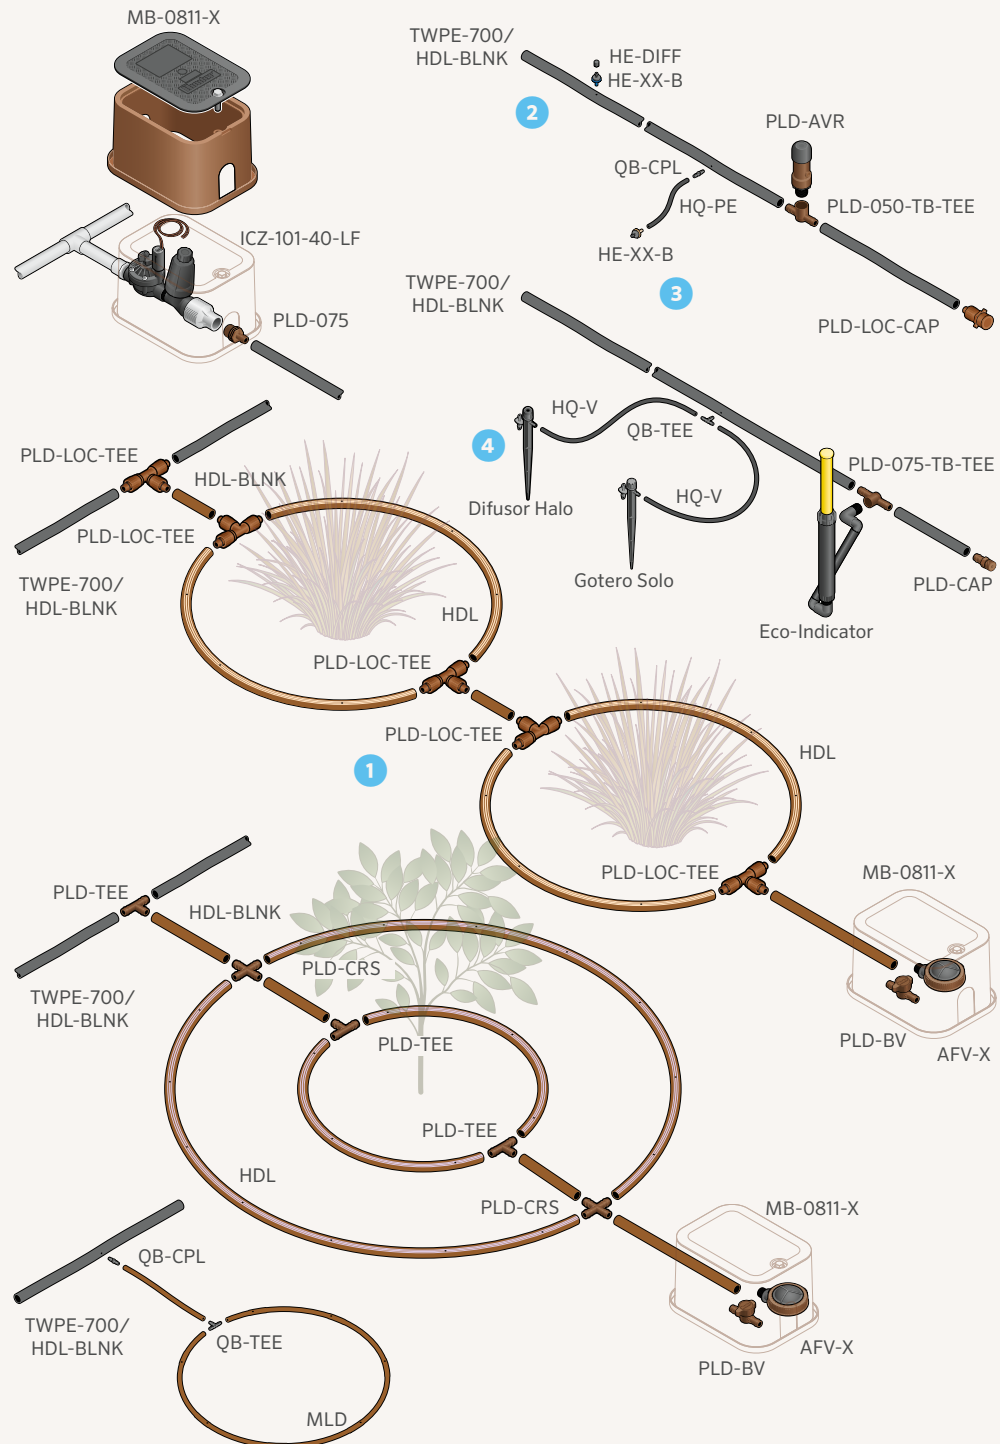 MB-0811-X
TWPE-700/
HDL-BLNK
HE-DIFF
HE-XX-B
2
PLD-AVR
QB-CPL
HQ-PE
PLD-050-TB-TEE
HE-XX-B
ICZ-101-40-LF
PLD-075
3
TWPE-700/
HDL-BLNK
PLD-LOC-CAP
HQ-V
QB-TEE
4
Difusor Halo
HQ-V
Gotero Solo
PLD-075-TB-TEE
PLD-CAP
Eco-Indicator
PLD-LOC-TEE
HDL-BLNK
PLD-LOC-TEE
TWPE-700/
HDL-BLNK
HDL
PLD-LOC-TEE
PLD-LOC-TEE
1
HDL
PLD-LOC-TEE
MB-0811-X
PLD-BV
AFV-X
PLD-TEE
HDL-BLNK
PLD-CRS
TWPE-700/
HDL-BLNK
PLD-TEE
PLD-TEE
HDL
PLD-CRS
MB-0811-X
AFV-X
PLD-BV
QB-CPL
TWPE-700/
HDL-BLNK
QB-TEE
MLD